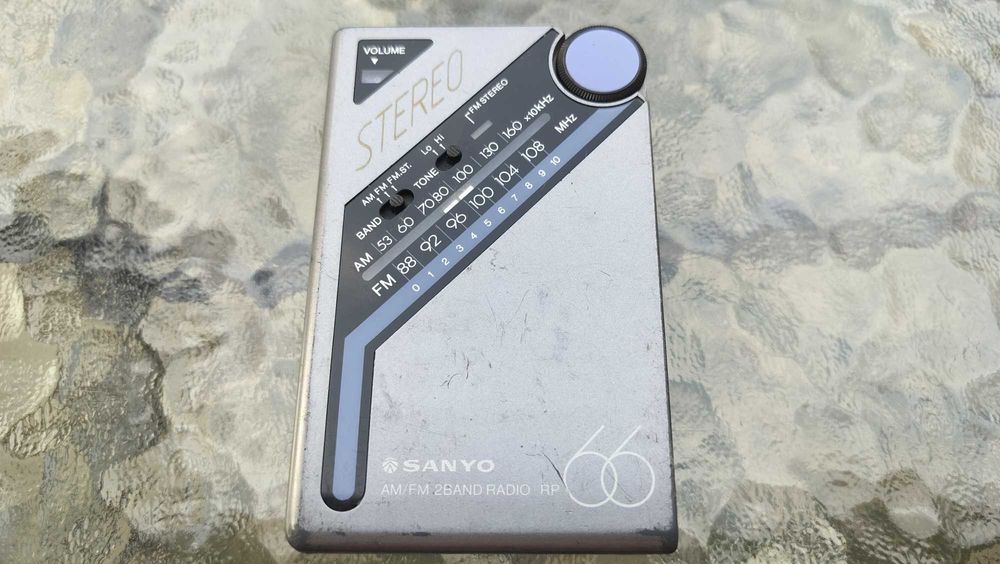 VOLUME
STEREO
FM STEREO
Lo HI
TONE
AM FM FM.ST.
BAND
AM 53 60 70 80 100 130 160 ×10kHz
FM 88 92 96 100 104 108 MHz
0 1 2 3 4 5 6 7 8 9 10
SANYO
AM/FM 2BAND RADIO RP 66